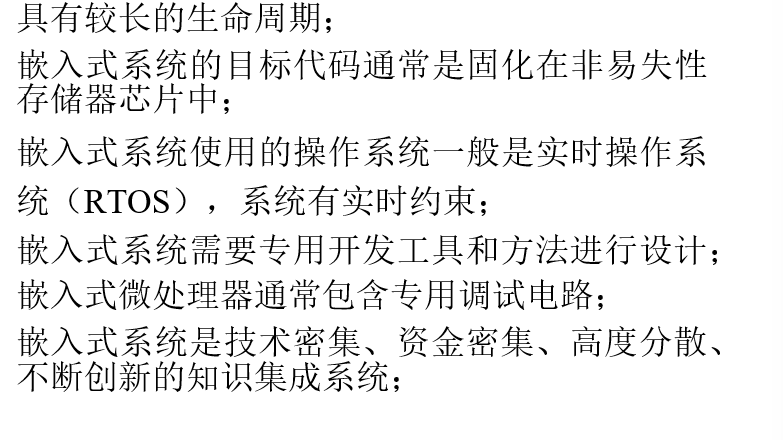 具有较长的生命周期；
嵌入式系统的目标代码通常是固化在非易失性
存储器芯片中；
嵌入式系统使用的操作系统一般是实时操作系
统（RTOS），系统有实时约束；
嵌入式系统需要专用开发工具和方法进行设计；
嵌入式微处理器通常包含专用调试电路；
嵌入式系统是技术密集、资金密集、高度分散、
不断创新的知识集成系统；